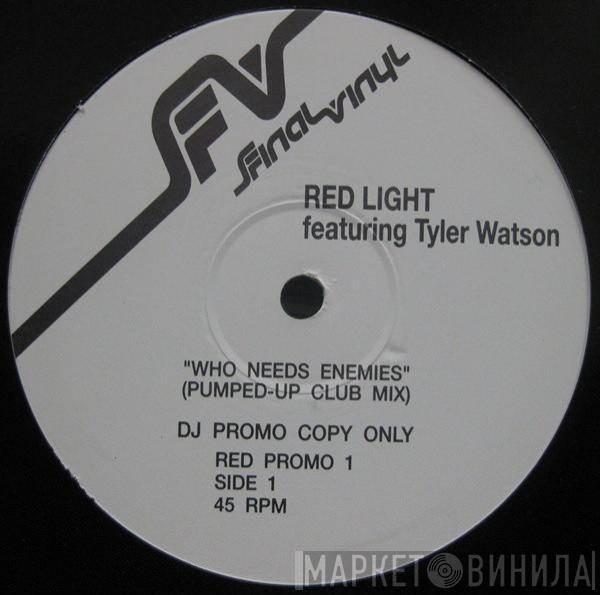 FV
Finalvinyl
RED LIGHT
featuring Tyler Watson
"WHO NEEDS ENEMIES"
(PUMPED-UP CLUB MIX)
DJ PROMO COPY ONLY
RED PROMO 1
SIDE 1
45 RPM
МАРКЕТ ВИНИЛА